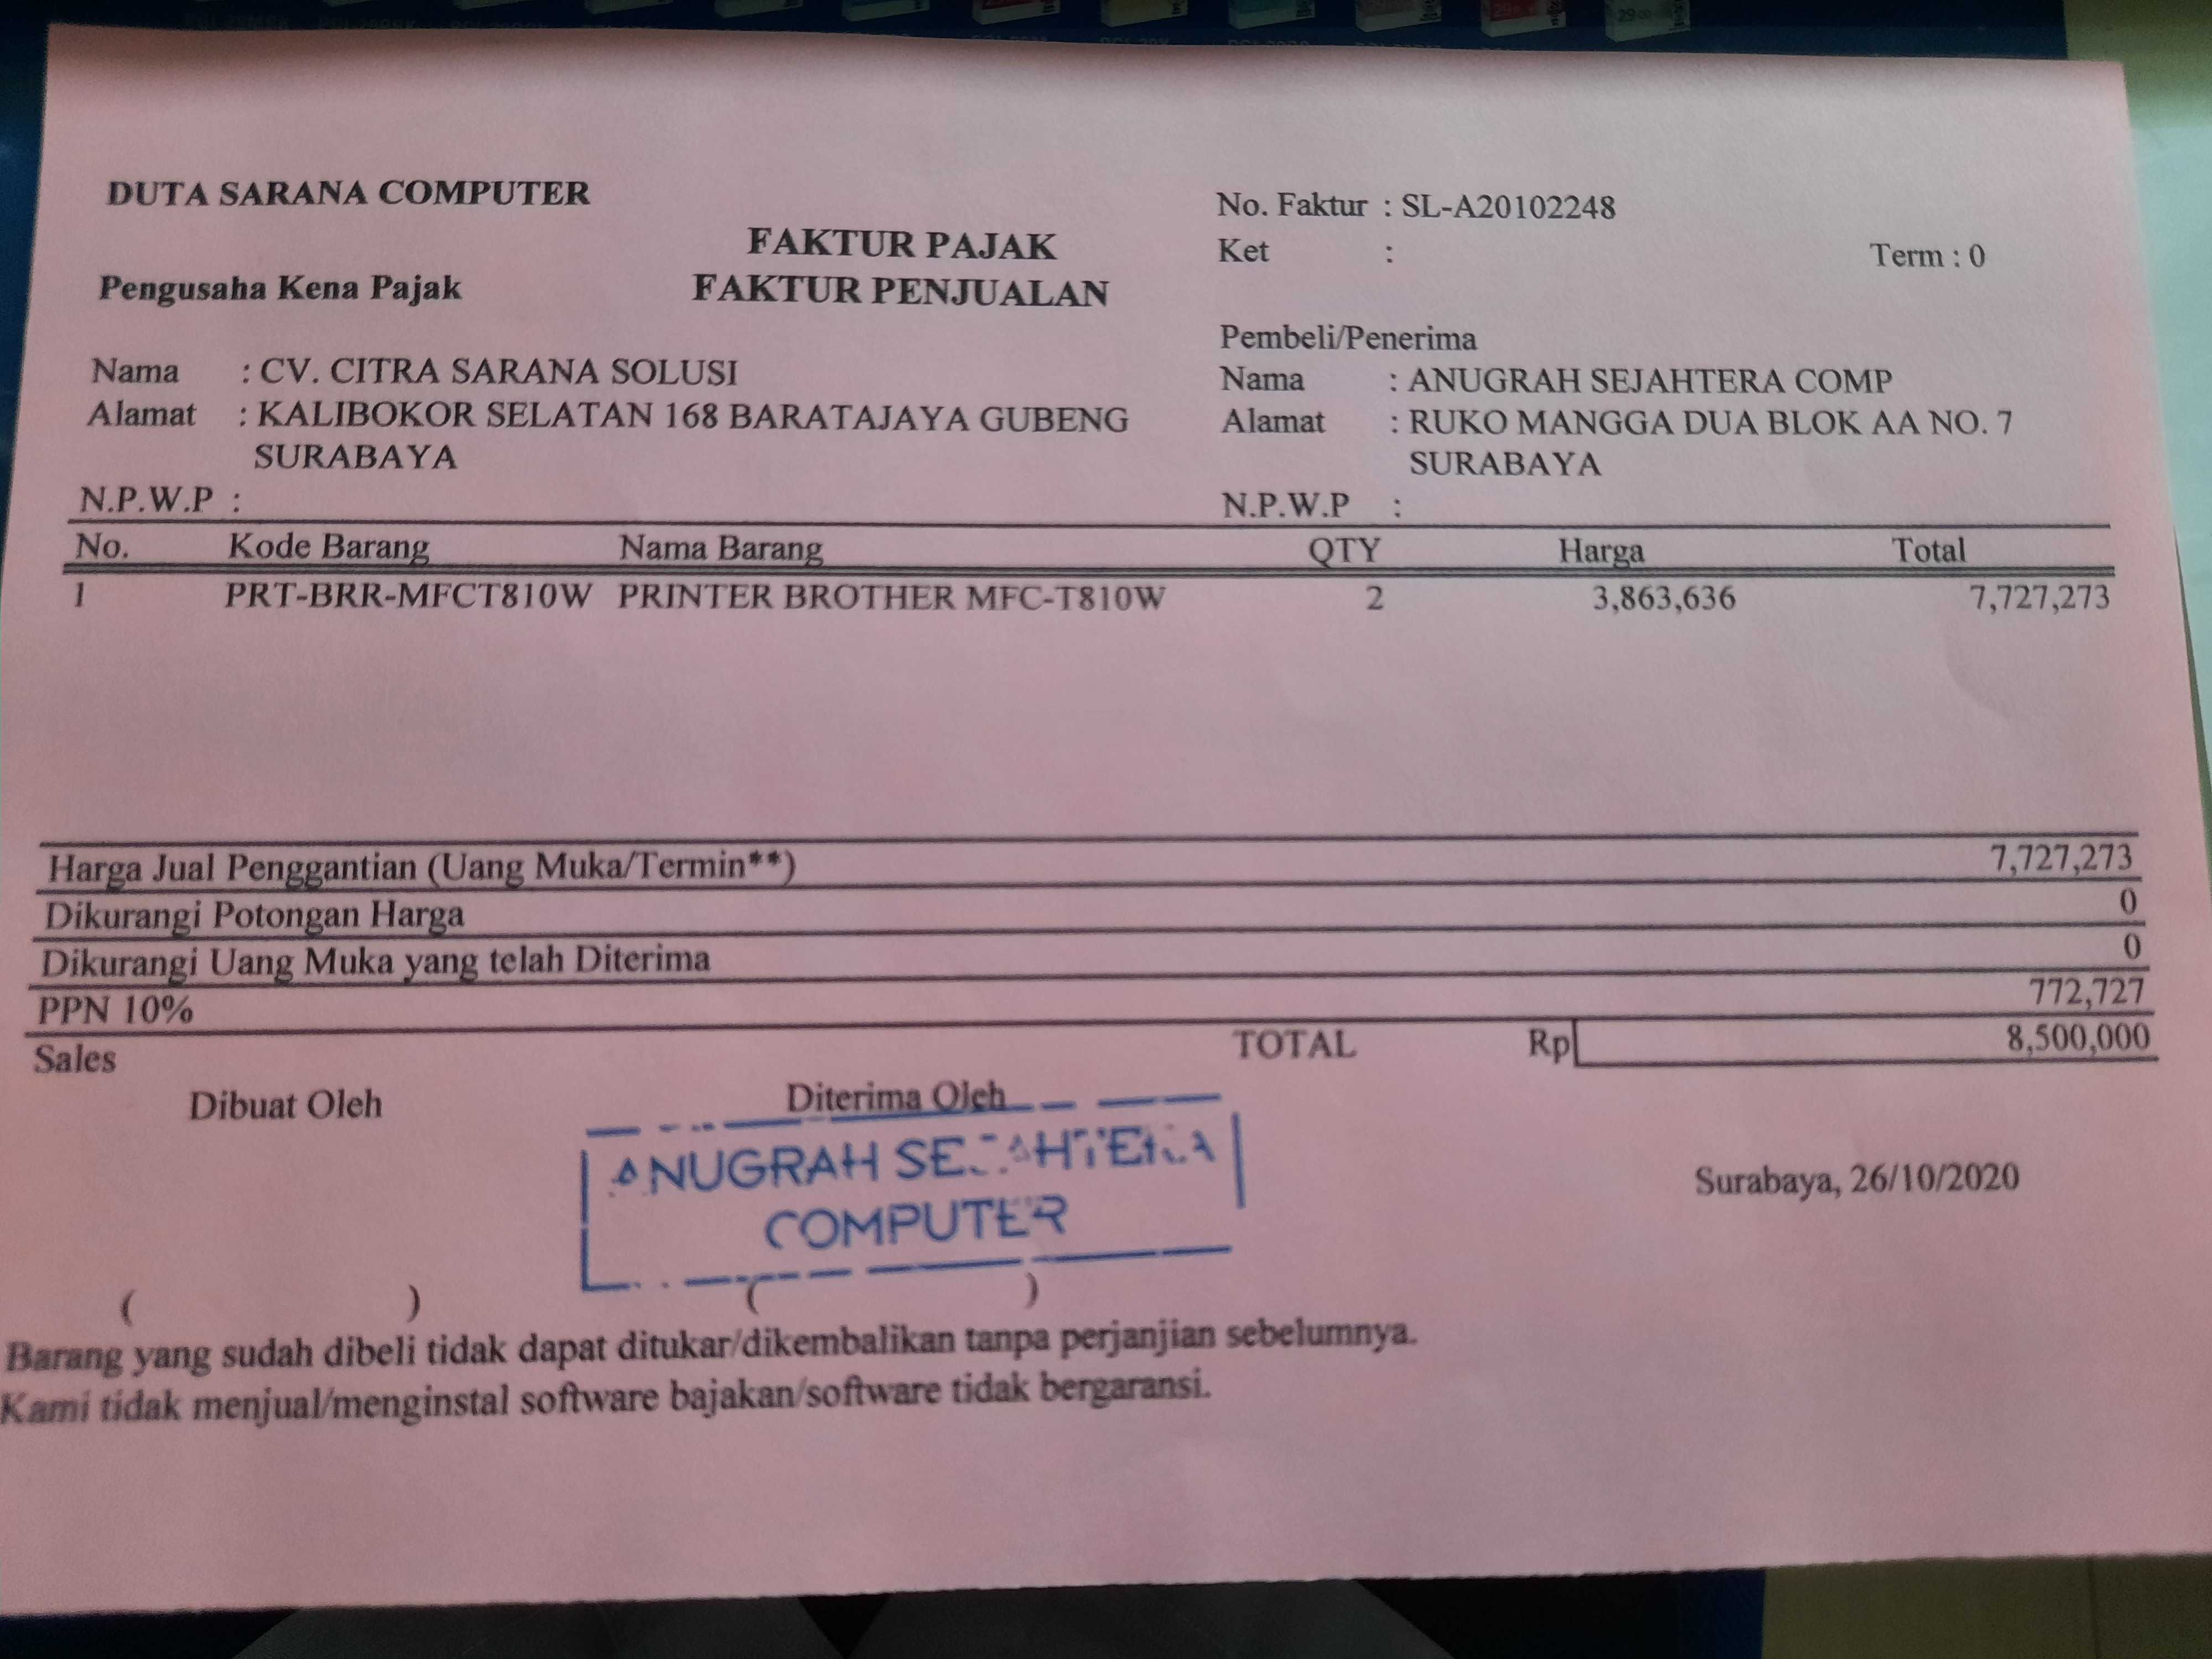 DUTA SARANA COMPUTER
FAKTUR PAJAK
FAKTUR PENJUALAN
Pengusaha Kena Pajak
Nama : CV. CITRA SARANA SOLUSI
Alamat : KALIBOKOR SELATAN 168 BARATAJAYA GUBENG
SURABAYA
N.P.W.P :
No. Faktur : SL-A20102248
Ket : Term : 0
Pembeli/Penerima
Nama : ANUGRAH SEJAHTERA COMP
Alamat : RUKO MANGGA DUA BLOK AA NO. 7
SURABAYA
N.P.W.P :
No. Kode Barang Nama Barang QTY Harga Total
1 PRT-BRR-MFCT810W PRINTER BROTHER MFC-T810W 2 3,863,636 7,727,273
Harga Jual Penggantian (Uang Muka/Termin**) 7,727,273
Dikurangi Potongan Harga 0
Dikurangi Uang Muka yang telah Diterima 0
PPN 10% 772,727
Sales TOTAL Rp 8,500,000
Dibuat Oleh Diterima Oleh
ANUGRAH SEJAHTERA
COMPUTER
Surabaya, 26/10/2020
( ) ( )
Barang yang sudah dibeli tidak dapat ditukar/dikembalikan tanpa perjanjian sebelumnya.
Kami tidak menjual/menginstal software bajakan/software tidak bergaransi.